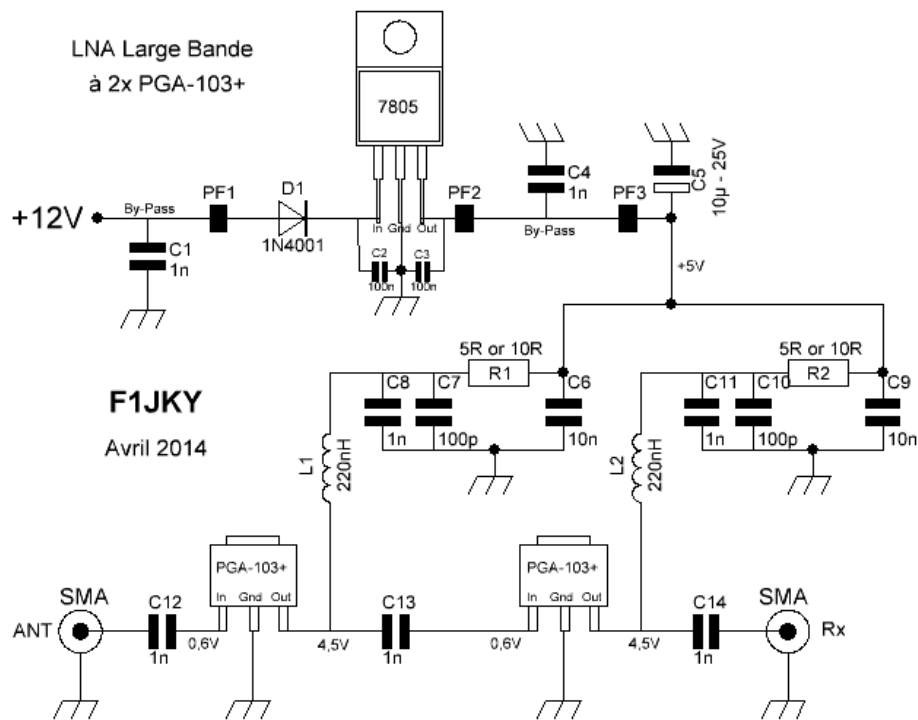 LNA Large Bande
à 2x PGA-103+
7805
+12V
By-Pass
PF1
D1
1N4001
In Gnd Out
PF2
C4
1n
By-Pass
PF3
C5
10µ - 25V
C1
1n
C2
100n
C3
100n
+5V
F1JKY
Avril 2014
5R or 10R
R1
C8
1n
C7
100p
C6
10n
L1
220nH
5R or 10R
R2
C11
1n
C10
100p
C9
10n
L2
220nH
SMA
ANT
C12
1n
0,6V
PGA-103+
In Gnd Out
4,5V
C13
1n
0,6V
PGA-103+
In Gnd Out
4,5V
C14
1n
SMA
Rx